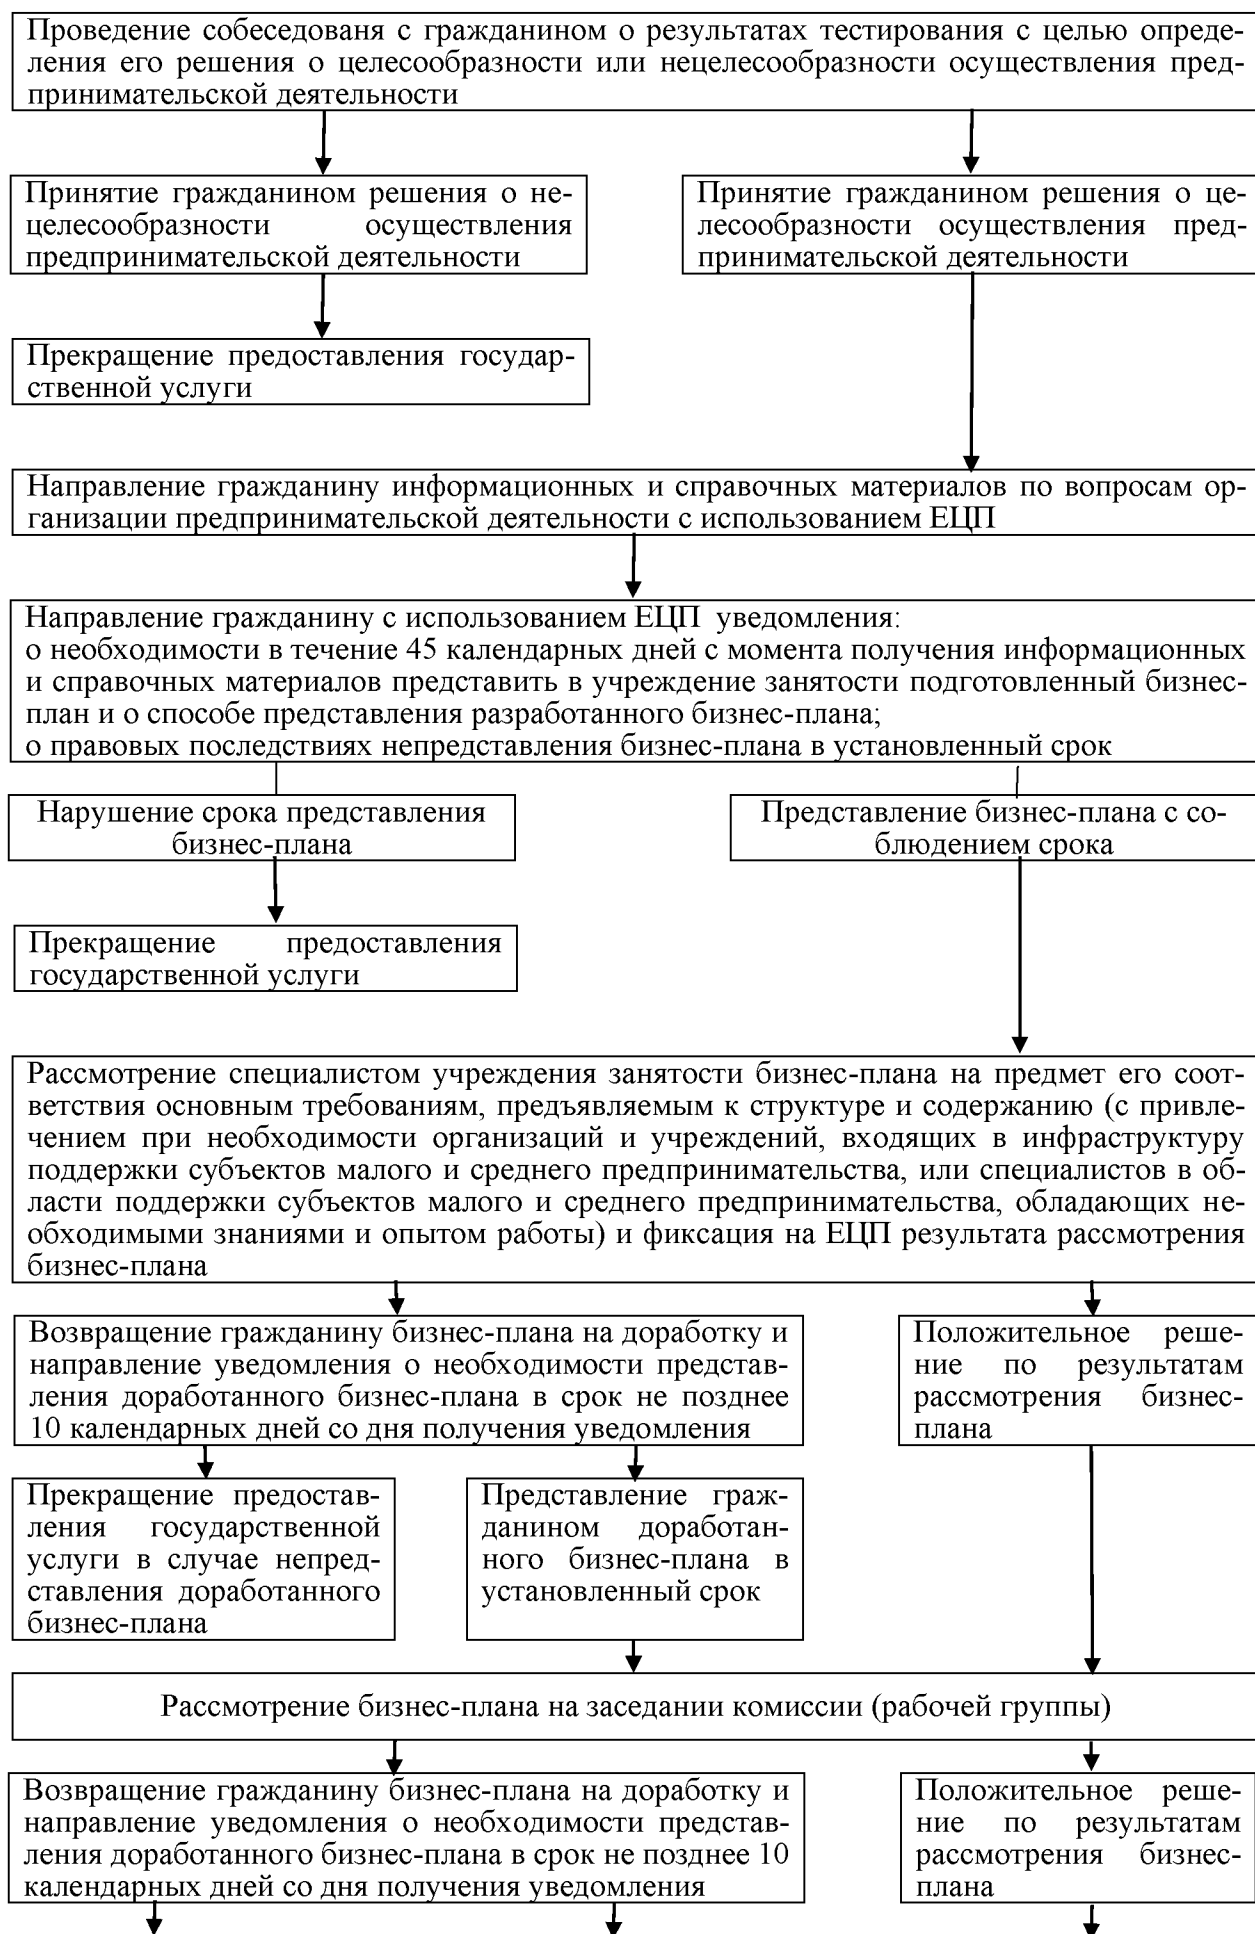 Проведение собеседованя с гражданином о результатах тестирования с целью опреде-
ления его решения о целесообразности или нецелесообразности осуществления пред-
принимательской деятельности
Принятие гражданином решения о не-
целесообразности осуществления
предпринимательской деятельности
Принятие гражданином решения о це-
лесообразности осуществления пред-
принимательской деятельности
Прекращение предоставления государ-
ственной услуги
Направление гражданину информационных и справочных материалов по вопросам ор-
ганизации предпринимательской деятельности с использованием ЕЦП
Направление гражданину с использованием ЕЦП уведомления:
о необходимости в течение 45 календарных дней с момента получения информационных
и справочных материалов представить в учреждение занятости подготовленный бизнес-
план и о способе представления разработанного бизнес-плана;
о правовых последствиях непредставления бизнес-плана в установленный срок
Нарушение срока представления
бизнес-плана
Представление бизнес-плана с со-
блюдением срока
Прекращение предоставления
государственной услуги
Рассмотрение специалистом учреждения занятости бизнес-плана на предмет его соот-
ветствия основным требованиям, предъявляемым к структуре и содержанию (с привле-
чением при необходимости организаций и учреждений, входящих в инфраструктуру
поддержки субъектов малого и среднего предпринимательства, или специалистов в об-
ласти поддержки субъектов малого и среднего предпринимательства, обладающих не-
обходимыми знаниями и опытом работы) и фиксация на ЕЦП результата рассмотрения
бизнес-плана
Возвращение гражданину бизнес-плана на доработку и
направление уведомления о необходимости представ-
ления доработанного бизнес-плана в срок не позднее
10 календарных дней со дня получения уведомления
Положительное реше-
ние по результатам
рассмотрения бизнес-
плана
Прекращение предостав-
ления государственной
услуги в случае непред-
ставления доработанного
бизнес-плана
Представление граж-
данином доработан-
ного бизнес-плана в
установленный срок
Рассмотрение бизнес-плана на заседании комиссии (рабочей группы)
Возвращение гражданину бизнес-плана на доработку и
направление уведомления о необходимости представ-
ления доработанного бизнес-плана в срок не позднее 10
календарных дней со дня получения уведомления
Положительное реше-
ние по результатам
рассмотрения бизнес-
плана